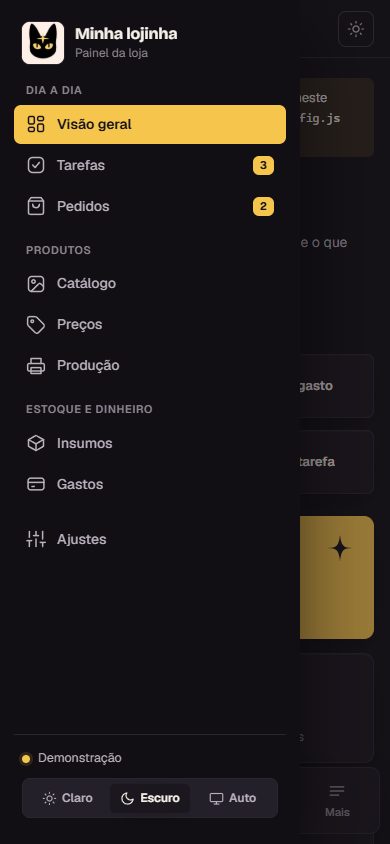 Minha lojinha
Painel da loja
DIA A DIA
Visão geral
Tarefas 3
Pedidos 2
PRODUTOS
Catálogo
Preços
Produção
ESTOQUE E DINHEIRO
Insumos
Gastos
Ajustes
Demonstração
Claro Escuro Auto
neste
fig.js
e o que
gasto
tarefa
s
Mais